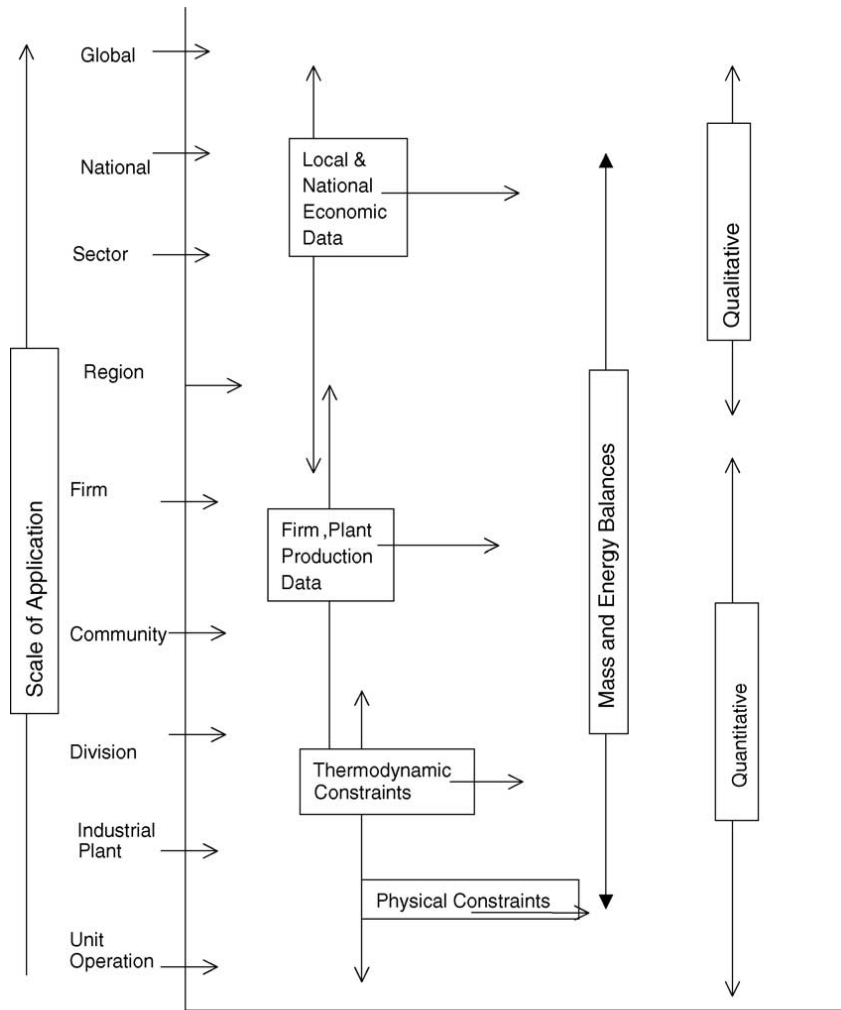 Global
National
Sector
Region
Firm
Community
Division
Industrial
Plant
Unit
Operation
Scale of Application
Local &
National
Economic
Data
Firm ,Plant
Production
Data
Thermodynamic
Constraints
Physical Constraints
Mass and Energy Balances
Qualitative
Quantitative